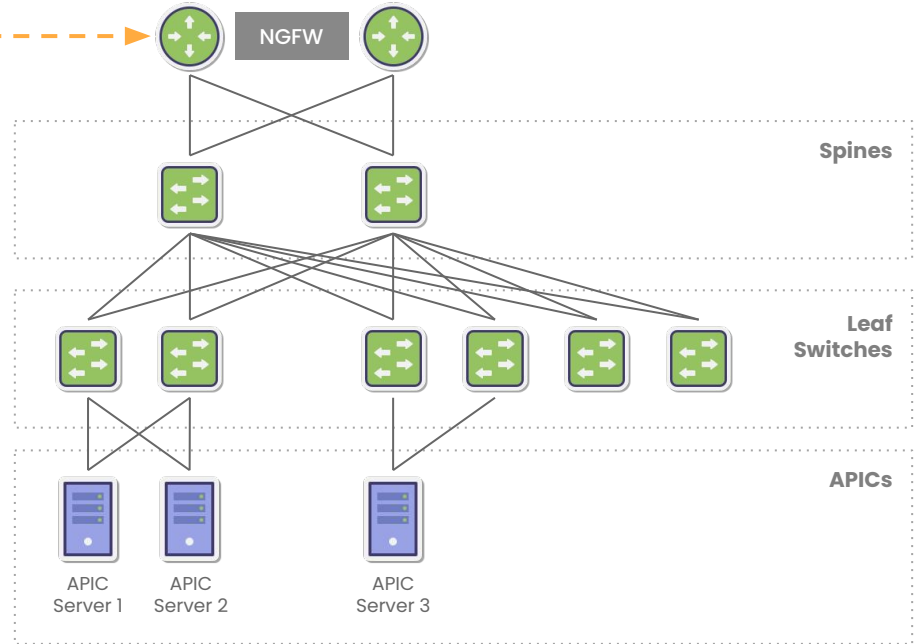 NGFW
Spines
Leaf
Switches
APICs
APIC
Server 1
APIC
Server 2
APIC
Server 3